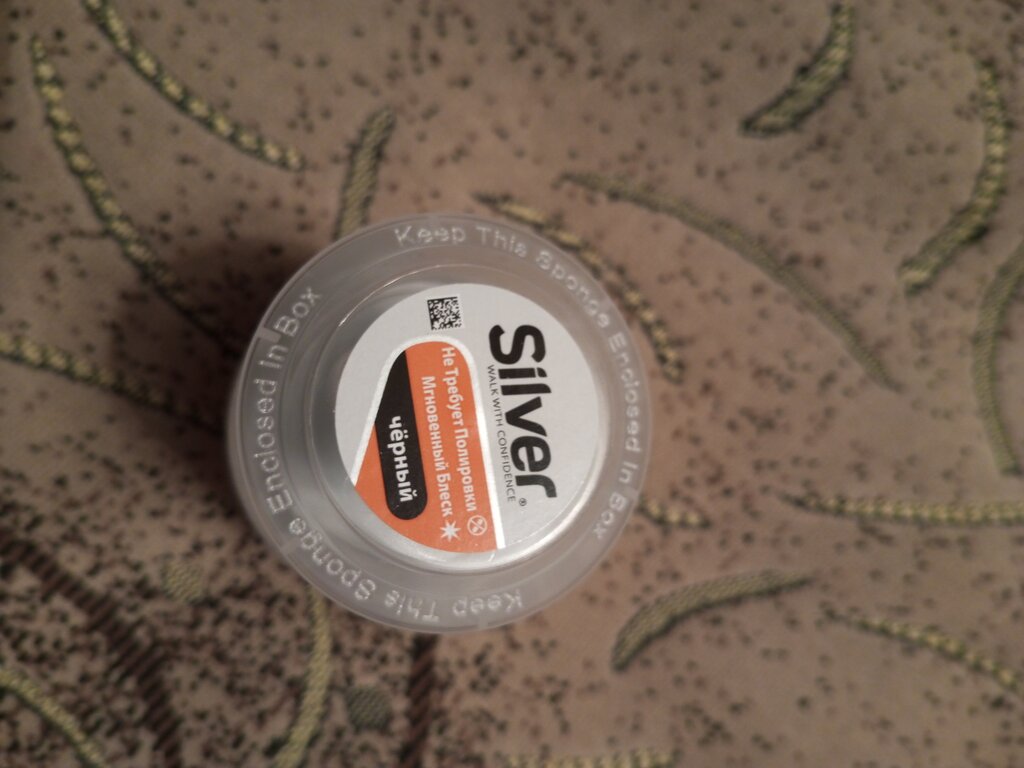 Silver®
WALK WITH CONFIDENCE
Не Требует Полировки
Мгновенный Блеск
чёрный
Keep This Sponge Enclosed In Box
Keep This Sponge Enclosed In Box